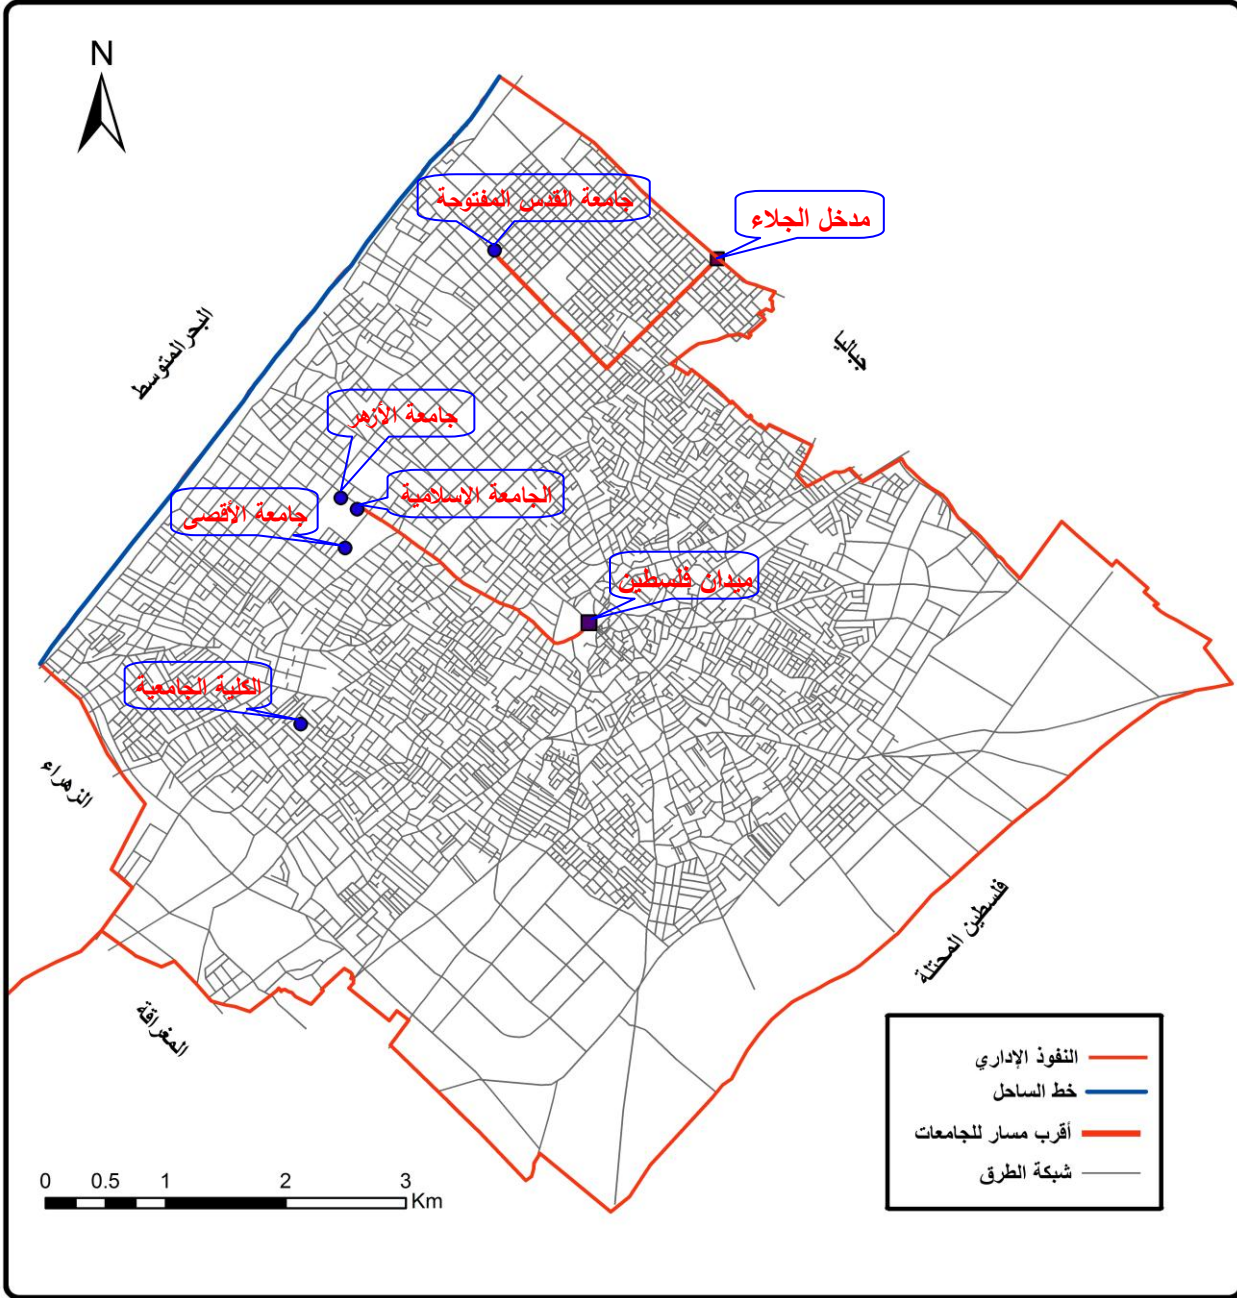 N
جامعة القدس المفتوحة
مدخل الجلاء
البحر المتوسط
جباليا
جامعة الأزهر
الجامعة الإسلامية
جامعة الأقصى
ميدان فلسطين
الكلية الجامعية
الزهراء
فلسطين المحتلة
المغراقة
النفوذ الإداري
خط الساحل
أقرب مسار للجامعات
شبكة الطرق
0 0.5 1 2 3
Km